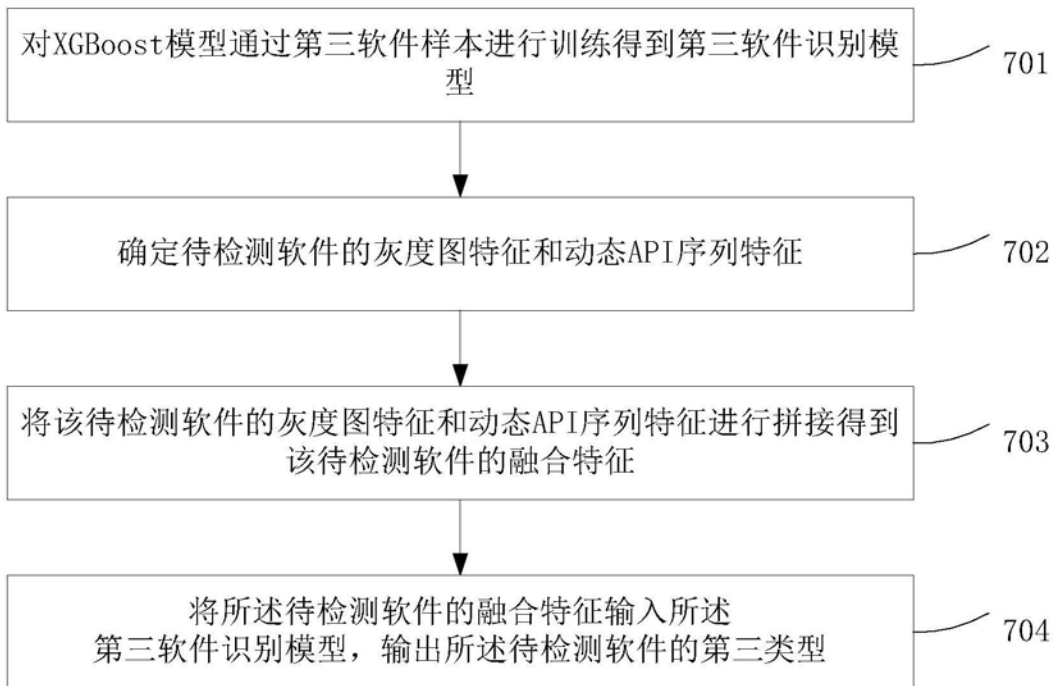 对XGBoost模型通过第三软件样本进行训练得到第三软件识别模
型
701
确定待检测软件的灰度图特征和动态API序列特征
702
将该待检测软件的灰度图特征和动态API序列特征进行拼接得到
该待检测软件的融合特征
703
将所述待检测软件的融合特征输入所述
第三软件识别模型，输出所述待检测软件的第三类型
704